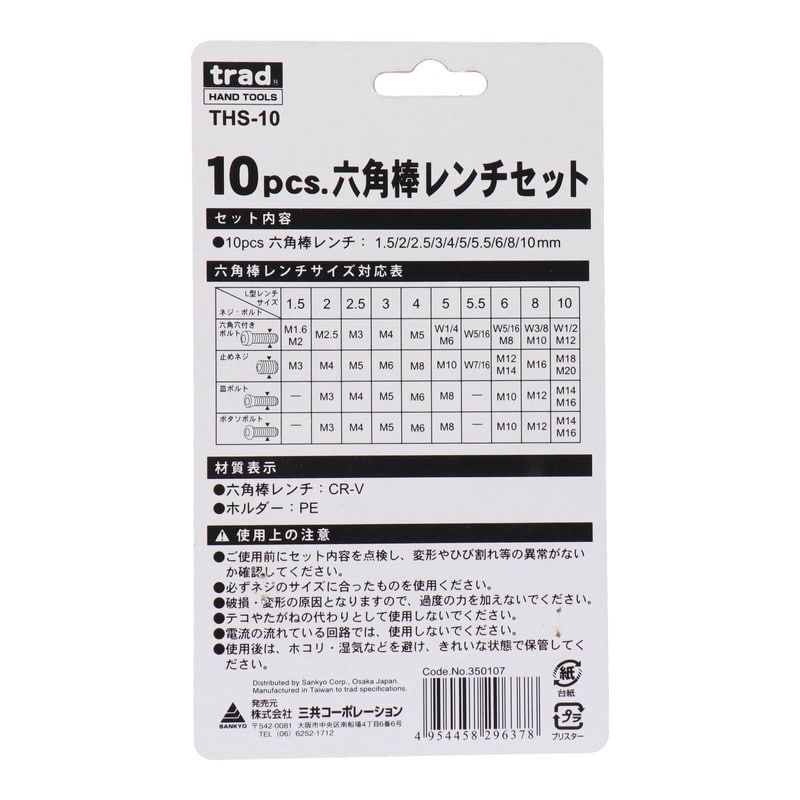 trad®
HAND TOOLS
THS-10
10pcs.六角棒レンチセット
セット内容
●10pcs 六角棒レンチ： 1.5/2/2.5/3/4/5/5.5/6/8/10mm
六角棒レンチサイズ対応表
L型レンチサイズ ネジ・ボルト 1.5 2 2.5 3 4 5 5.5 6 8 10
六角穴付きボルト M1.6 M2 M2.5 M3 M4 M5 W1/4 M6 W5/16 W5/16 M8 W3/8 M10 W1/2 M12
止めネジ M3 M4 M5 M6 M8 M10 W7/16 M12 M14 M16 M18 M20
皿ボルト － M3 M4 M5 M6 M8 － M10 M12 M14 M16
ボタンボルト － M3 M4 M5 M6 M8 － M10 M12 M14 M16
材質表示
●六角棒レンチ：CR-V
●ホルダー：PE
使用上の注意
●ご使用前にセット内容を点検し、変形やひび割れ等の異常がない
か確認してください。
●必ずネジのサイズに合ったものを使用ください。
●破損・変形の原因となりますので、過度の力を加えないでください。
●テコやたがねの代わりとして使用しないでください。
●電流の流れている回路では、使用しないでください。
●使用後は、ホコリ・湿気などを避け、きれいな状態で保管してく
ださい。
Distributed by Sankyo Corp., Osaka Japan.
Manufactured in Taiwan to trad specifications.
SANKYO
発売元
株式会社 三共コーポレーション
〒542-0081 大阪市中央区南船場4丁目6番6号
TEL (06) 6252-1712
Code.No.350107
4 954458 296378
紙
台紙
プラ
ブリスター